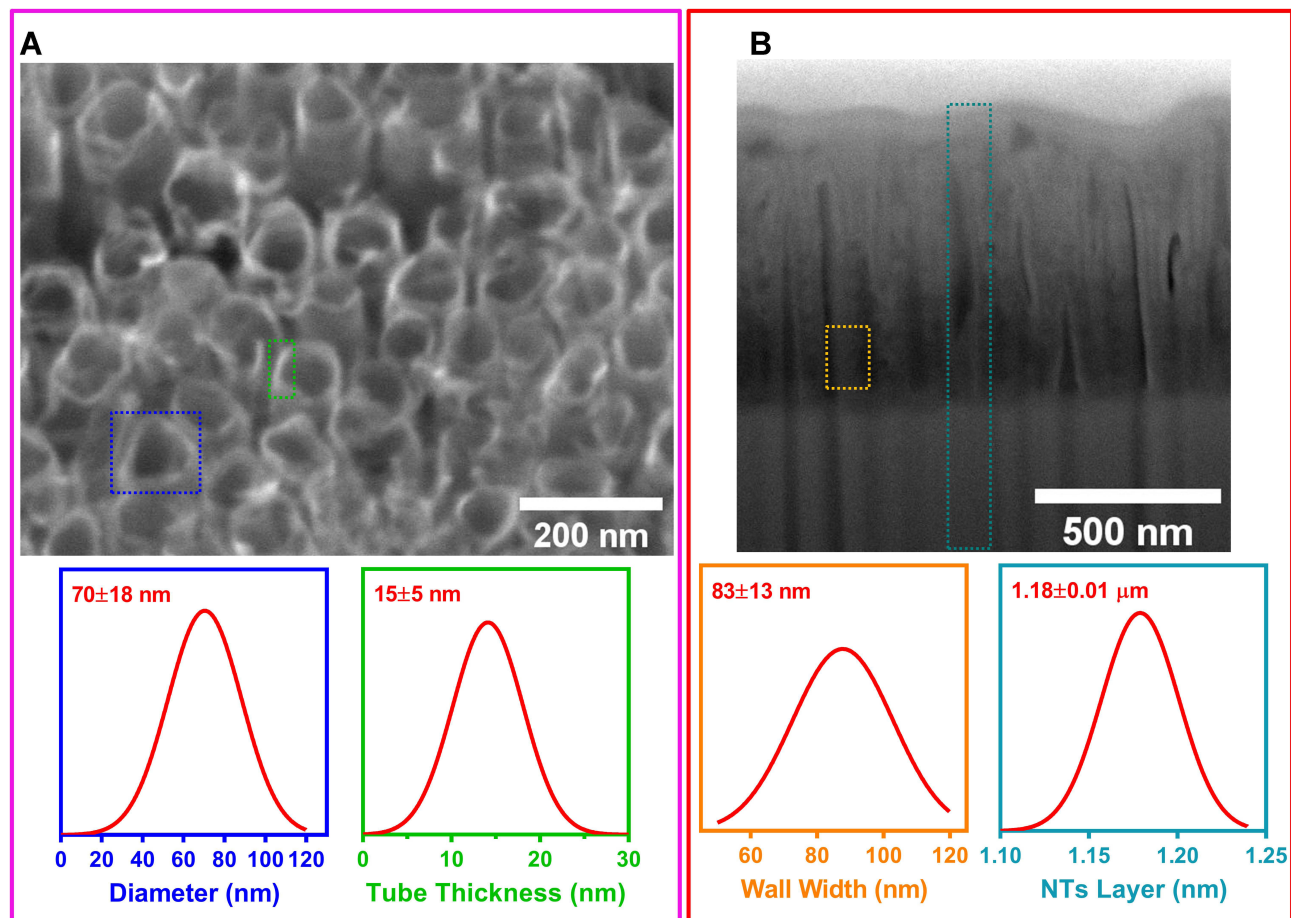 A
B
200 nm
500 nm
70±18 nm
15±5 nm
83±13 nm
1.18±0.01 μm
0 20 40 60 80 100 120
0 10 20 30
60 80 100 120
1.10 1.15 1.20 1.25
Diameter (nm)
Tube Thickness (nm)
Wall Width (nm)
NTs Layer (nm)